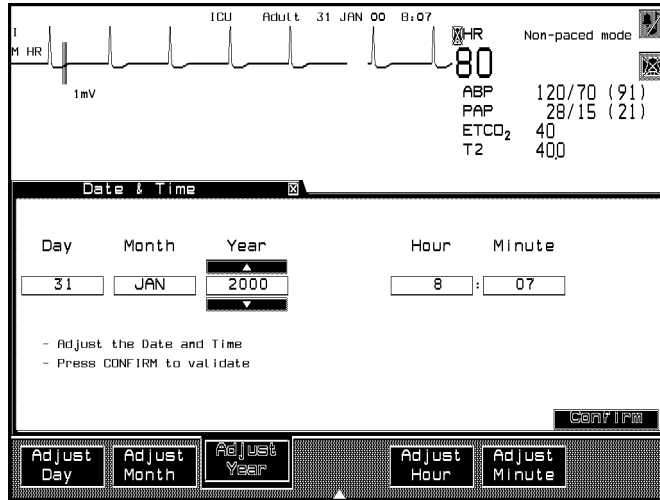 ICU Adult 31 JAN 00 8:07
I
M HR
1mV
HR Non-paced mode
80
ABP 120/70 (91)
PAP 28/15 (21)
ETCO₂ 40
T2 40.0
Date & Time
Day Month Year Hour Minute
31 JAN 2000 8 : 07
- Adjust the Date and Time
- Press CONFIRM to validate
Confirm
Adjust Day
Adjust Month
Adjust Year
Adjust Hour
Adjust Minute